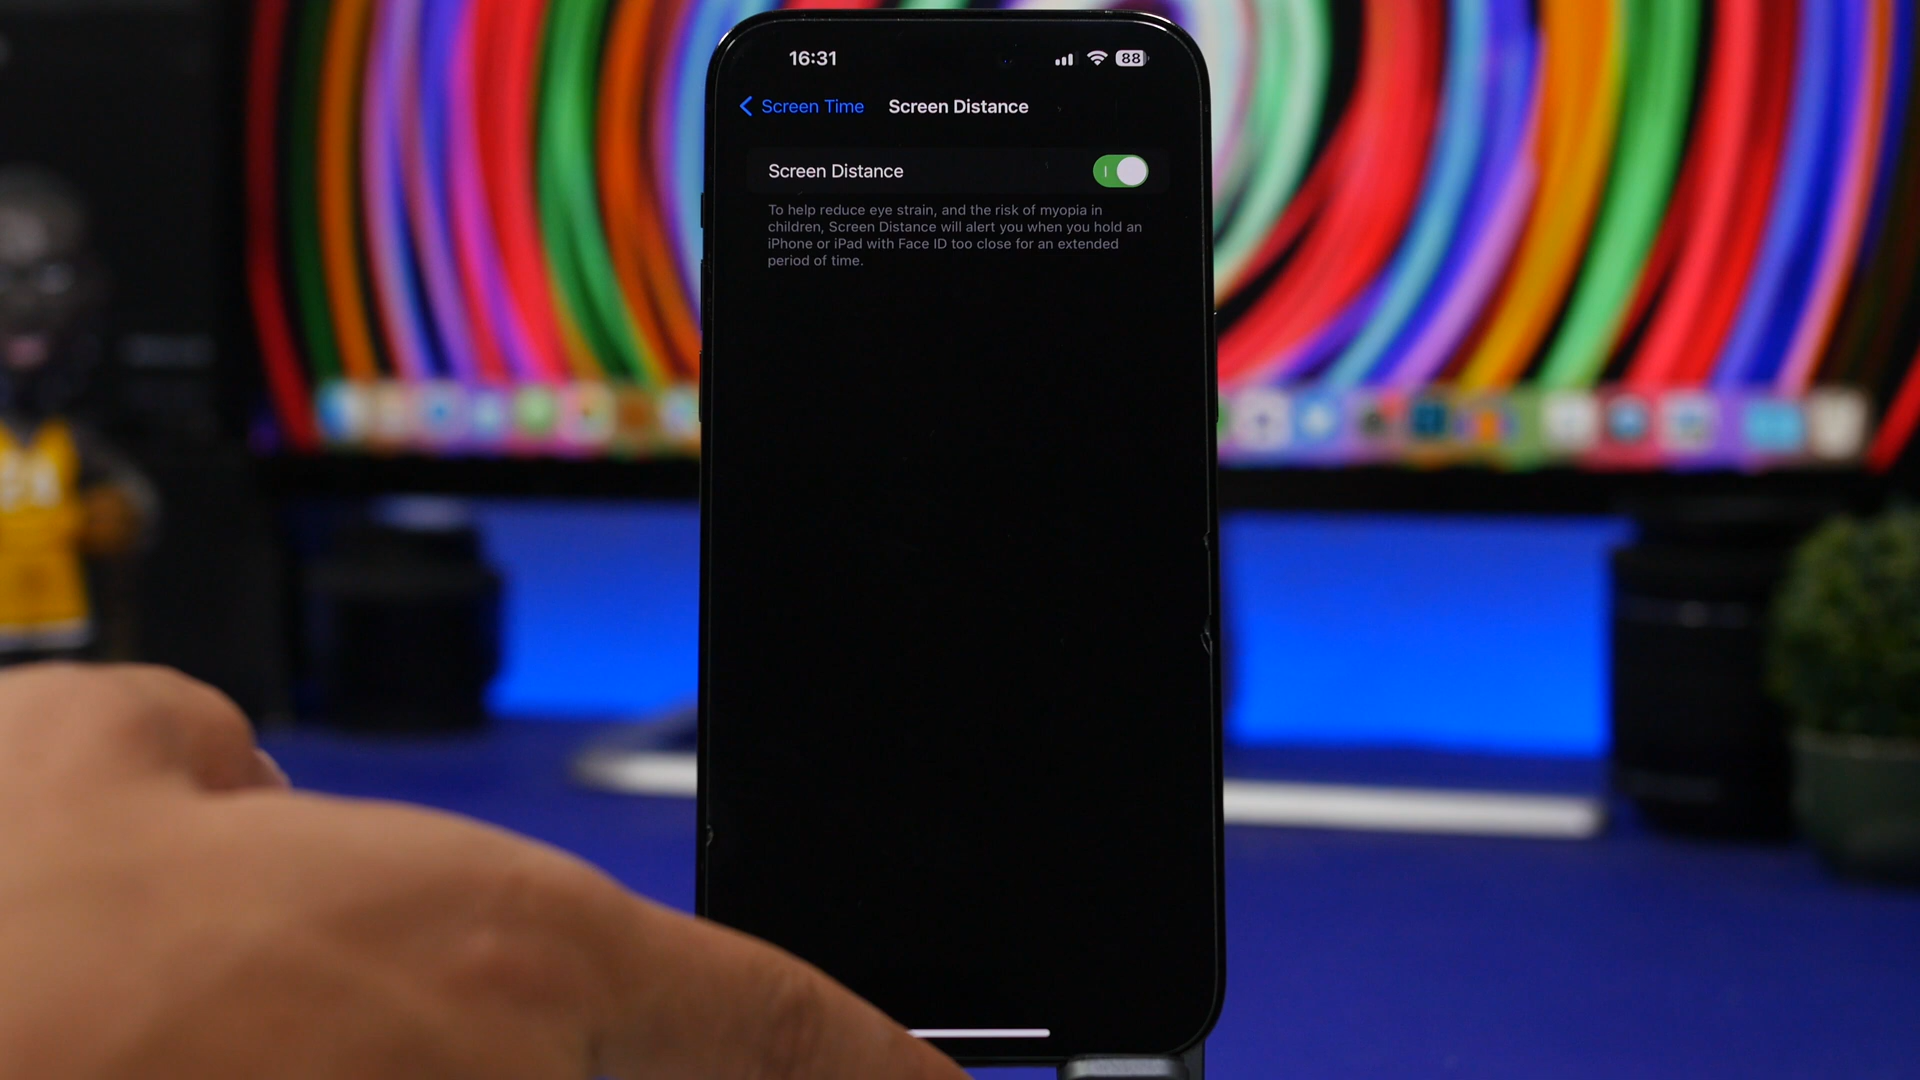 16:31
88
Screen Time
Screen Distance
Screen Distance
To help reduce eye strain, and the risk of myopia in
children, Screen Distance will alert you when you hold an
iPhone or iPad with Face ID too close for an extended
period of time.